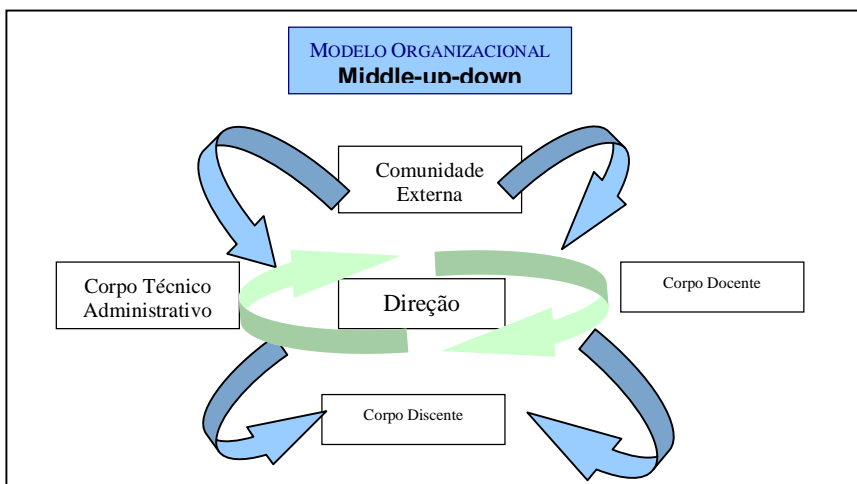 MODELO ORGANIZACIONAL
Middle-up-down
Comunidade
Externa
Corpo Técnico
Administrativo
Direção
Corpo Docente
Corpo Discente